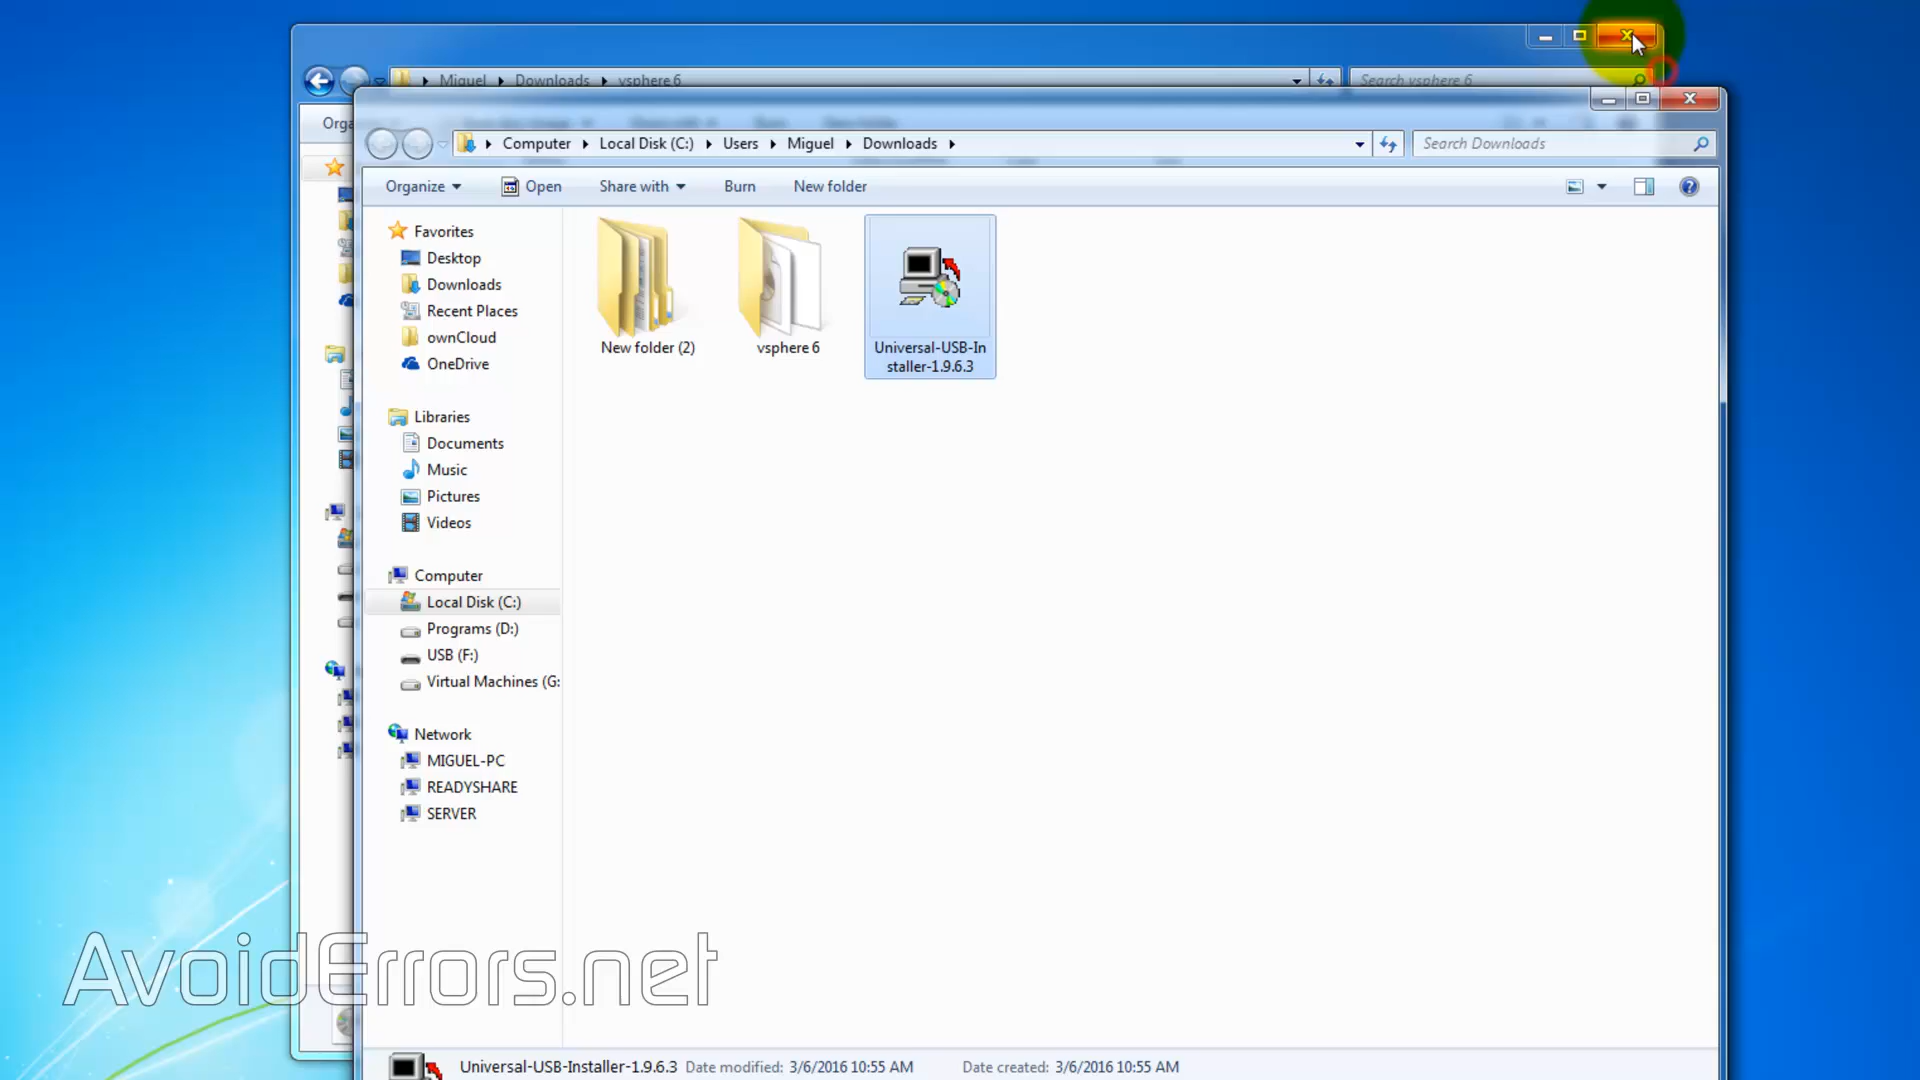 Miguel Downloads vsphere 6 Search vsphere 6
Computer Local Disk (C:) Users Miguel Downloads Search Downloads
Orga
Organize Open Share with Burn New folder
Favorites
Desktop
Downloads
Recent Places
ownCloud
OneDrive
Libraries
Documents
Music
Pictures
Videos
Computer
Local Disk (C:)
Programs (D:)
USB (F:)
Virtual Machines (G:
Network
MIGUEL-PC
READYSHARE
SERVER
New folder (2)
vsphere 6
Universal-USB-In
staller-1.9.6.3
AvoidErrors.net
Universal-USB-Installer-1.9.6.3 Date modified: 3/6/2016 10:55 AM Date created: 3/6/2016 10:55 AM